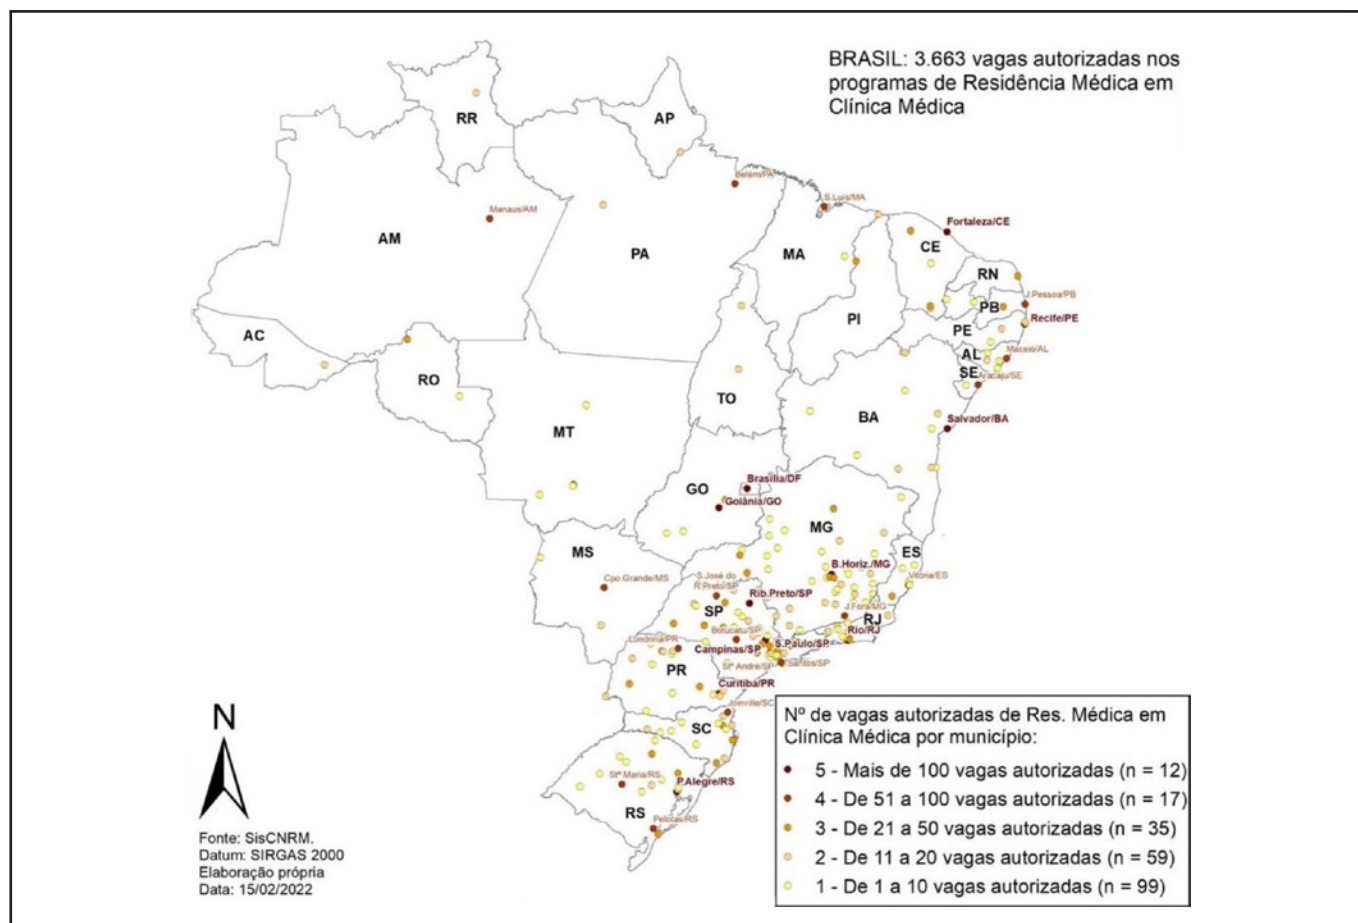 BRASIL: 3.663 vagas autorizadas nos
programas de Residência Médica em
Clínica Médica
RR
AP
Belém/PA
S.Luís/MA
Manaus/AM
Fortaleza/CE
AM
PA
MA
CE
RN
J.Pessoa/PB
PB
PI
Recife/PE
PE
AC
AL
Maceió/AL
SE
Aracaju/SE
RO
TO
BA
Salvador/BA
MT
Brasília/DF
GO
Goiânia/GO
MG
ES
MS
B.Horiz./MG
Vitória/ES
Cpo Grande/MS
S.José do
R.Preto/SP
Rib.Preto/SP
SP
J.Fora/MG
RJ
Botucatu/SP
Rio/RJ
Londrina/PR
Campinas/SP
S.Paulo/SP
Stº André/SP
Santos/SP
PR
Curitiba/PR
Joinville/SC
SC
Stª Maria/RS
P.Alegre/RS
RS
Pelotas/RS
N
Fonte: SisCNRM.
Datum: SIRGAS 2000
Elaboração própria
Data: 15/02/2022
Nº de vagas autorizadas de Res. Médica em
Clínica Médica por município:
5 - Mais de 100 vagas autorizadas (n = 12)
4 - De 51 a 100 vagas autorizadas (n = 17)
3 - De 21 a 50 vagas autorizadas (n = 35)
2 - De 11 a 20 vagas autorizadas (n = 59)
1 - De 1 a 10 vagas autorizadas (n = 99)